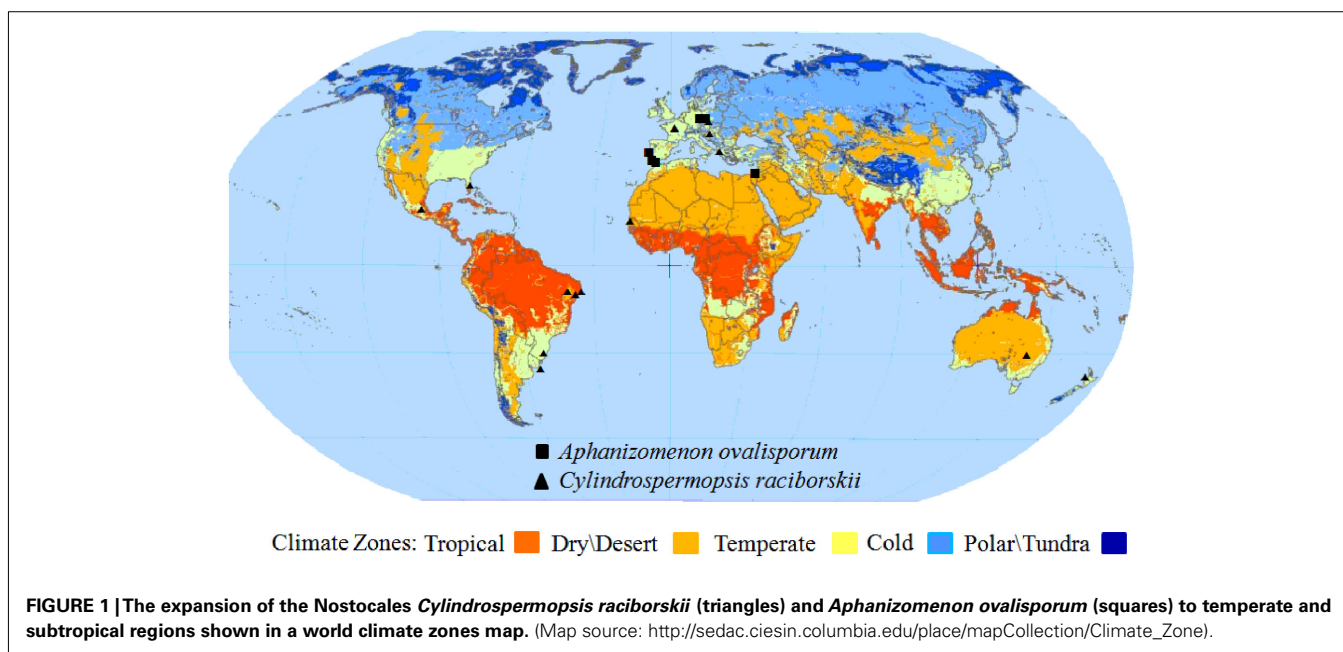 Aphanizomenon ovalisporum
Cylindrospermopsis raciborskii
Climate Zones: Tropical Dry\Desert Temperate Cold Polar\Tundra
FIGURE 1 | The expansion of the Nostocales Cylindrospermopsis raciborskii (triangles) and Aphanizomenon ovalisporum (squares) to temperate and
subtropical regions shown in a world climate zones map. (Map source: http://sedac.ciesin.columbia.edu/place/mapCollection/Climate_Zone).